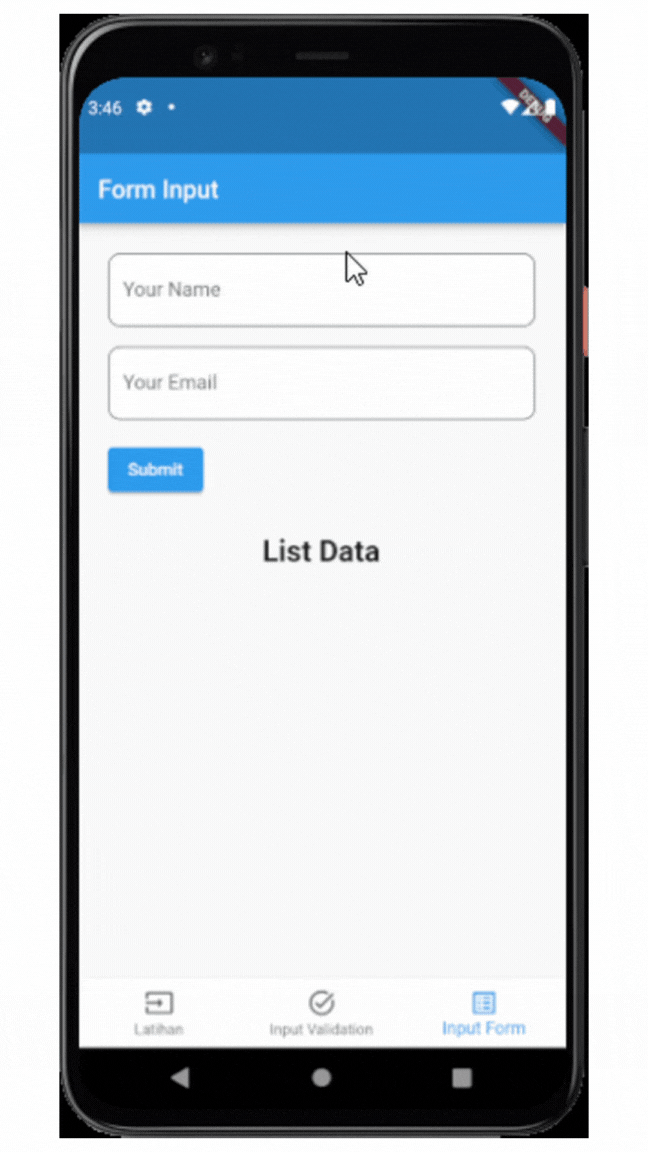 3:46
DEBUG
Form Input
Your Name
Your Email
Submit
List Data
Latihan
Input Validation
Input Form